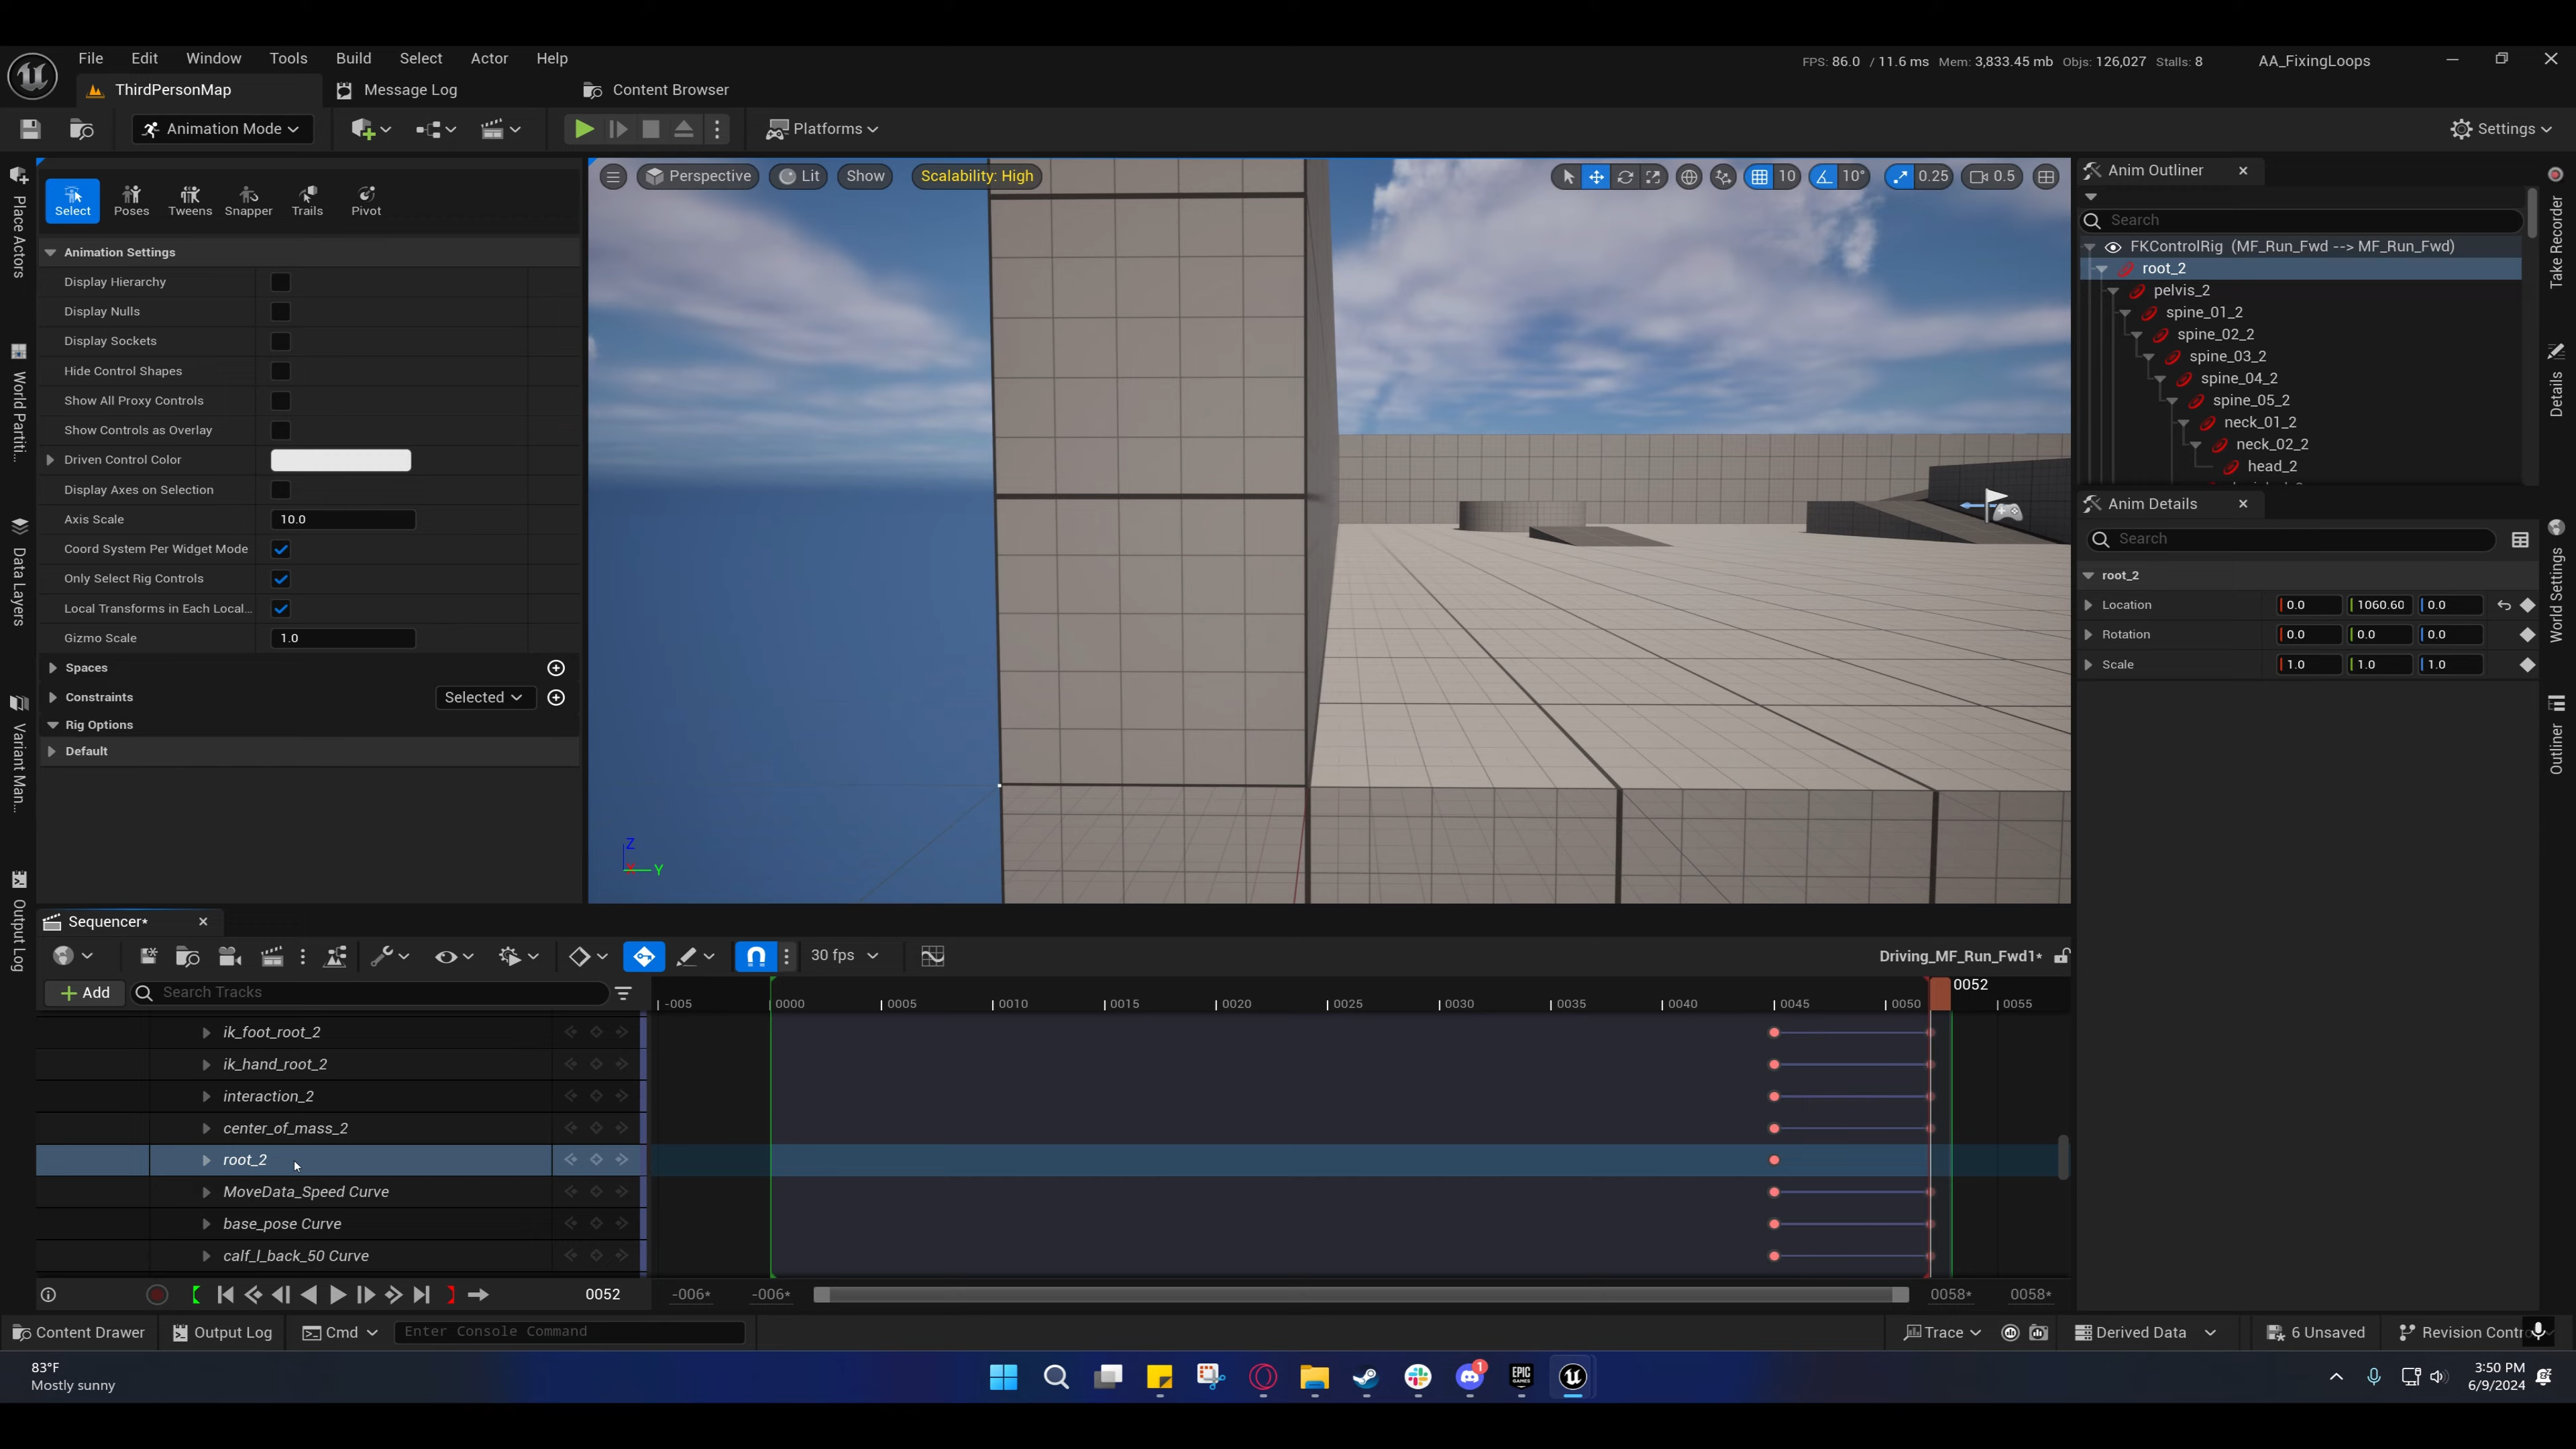 File Edit Window Tools Build Select Actor Help
FPS: 86.0 / 11.6 ms Mem: 3,833.45 mb Objs: 126,027 Stalls: 8
AA_FixingLoops
ThirdPersonMap
Message Log
Content Browser
Animation Mode
Platforms
Settings
Place Actors
World Partiti...
Data Layers
Variant Man...
Output Log
Select Poses Tweens Snapper Trails Pivot
Animation Settings
Display Hierarchy
Display Nulls
Display Sockets
Hide Control Shapes
Show All Proxy Controls
Show Controls as Overlay
Driven Control Color
Display Axes on Selection
Axis Scale 10.0
Coord System Per Widget Mode
Only Select Rig Controls
Local Transforms in Each Local...
Gizmo Scale 1.0
Spaces
Constraints Selected
Rig Options
Default
Perspective Lit Show Scalability: High
10 10° 0.25 0.5
Z
Y
Anim Outliner
Search
FKControlRig (MF_Run_Fwd --> MF_Run_Fwd)
root_2
pelvis_2
spine_01_2
spine_02_2
spine_03_2
spine_04_2
spine_05_2
neck_01_2
neck_02_2
head_2
Anim Details
Search
root_2
Location 0.0 1060.60 0.0
Rotation 0.0 0.0 0.0
Scale 1.0 1.0 1.0
Take Recorder
Details
World Settings
Outliner
Sequencer*
30 fps
Driving_MF_Run_Fwd1*
Add
Search Tracks
-005 0000 0005 0010 0015 0020 0025 0030 0035 0040 0045 0050 0052 0055
ik_foot_root_2
ik_hand_root_2
interaction_2
center_of_mass_2
root_2
MoveData_Speed Curve
base_pose Curve
calf_l_back_50 Curve
0052
-006* -006* 0058* 0058*
Content Drawer Output Log Cmd Enter Console Command
Trace Derived Data 6 Unsaved Revision Contro
83°F
Mostly sunny
EPIC GAMES
1
3:50 PM
6/9/2024